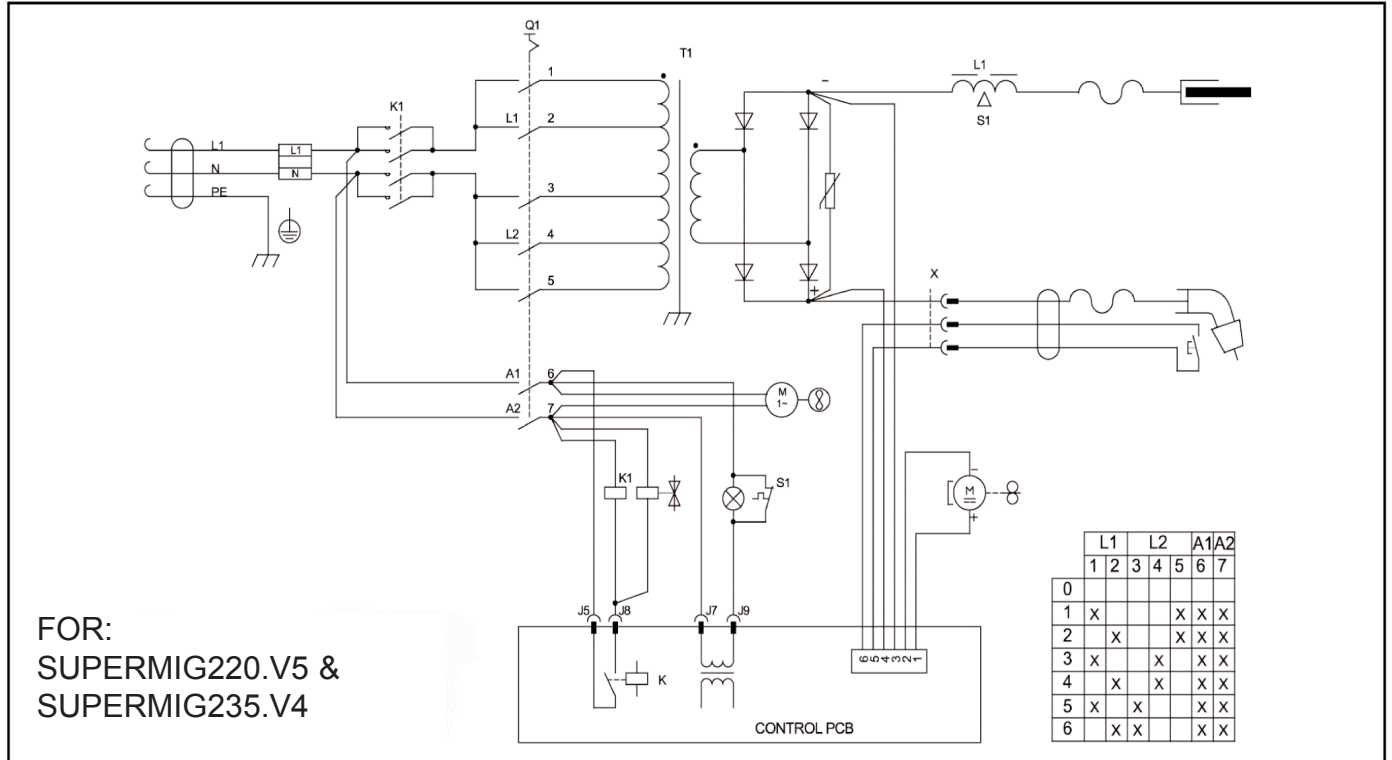 Q1
T1
L1
S1
K1
1
L1 2
3
L2 4
5
L1 L1
N N
PE
-
+
X
A1 6
A2 7
M
1~
K1
S1
M
-
+
J5 J8 J7 J9
6 5 4 3 2 1
K
CONTROL PCB
FOR:
SUPERMIG220.V5 &
SUPERMIG235.V4
L1 L2 A1 A2
1 2 3 4 5 6 7
0
1 X X X X
2 X X X X
3 X X X X
4 X X X X
5 X X X X
6 X X X X